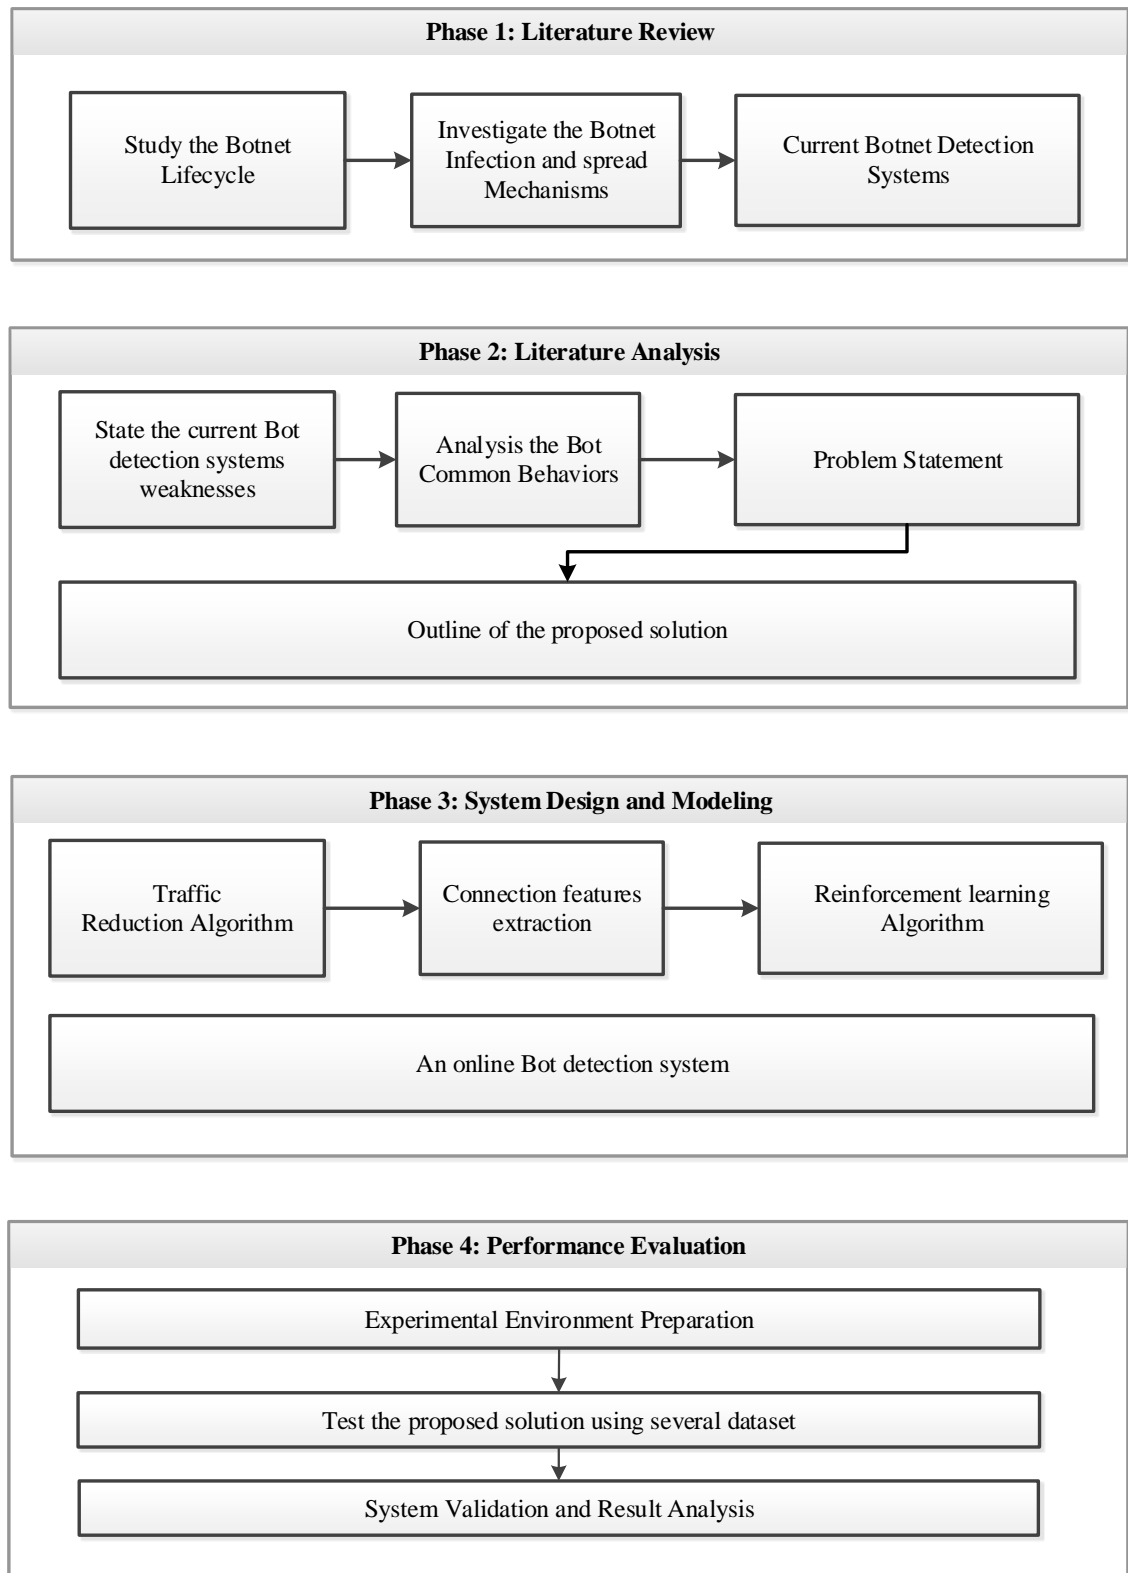 Phase 1: Literature Review
Study the Botnet
Lifecycle
Investigate the Botnet
Infection and spread
Mechanisms
Current Botnet Detection
Systems
Phase 2: Literature Analysis
State the current Bot
detection systems
weaknesses
Analysis the Bot
Common Behaviors
Problem Statement
Outline of the proposed solution
Phase 3: System Design and Modeling
Traffic
Reduction Algorithm
Connection features
extraction
Reinforcement learning
Algorithm
An online Bot detection system
Phase 4: Performance Evaluation
Experimental Environment Preparation
Test the proposed solution using several dataset
System Validation and Result Analysis